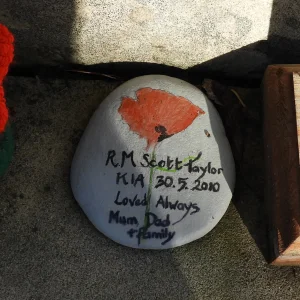 R.M Scott Taylor
KIA 30.5.2010
Loved Always
Mum Dad
+ family